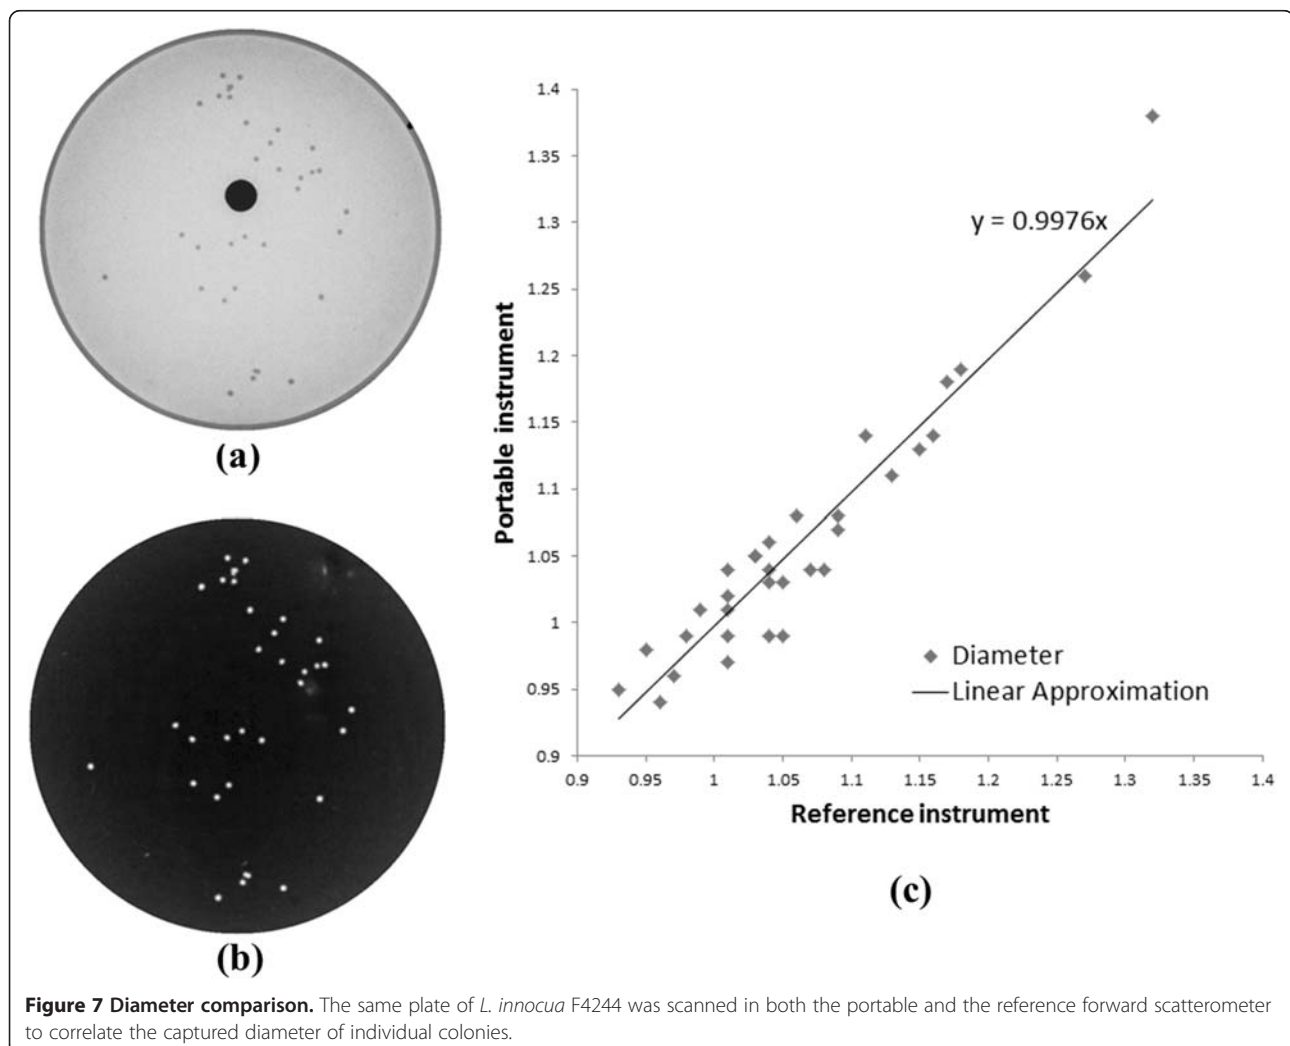 (a)
(b)
1.4
1.35
1.3
1.25
1.2
1.15
1.1
1.05
1
0.95
0.9
Portable instrument
y = 0.9976x
Diameter
Linear Approximation
0.9 0.95 1 1.05 1.1 1.15 1.2 1.25 1.3 1.35 1.4
Reference instrument
(c)
Figure 7 Diameter comparison. The same plate of L. innocua F4244 was scanned in both the portable and the reference forward scatterometer
to correlate the captured diameter of individual colonies.